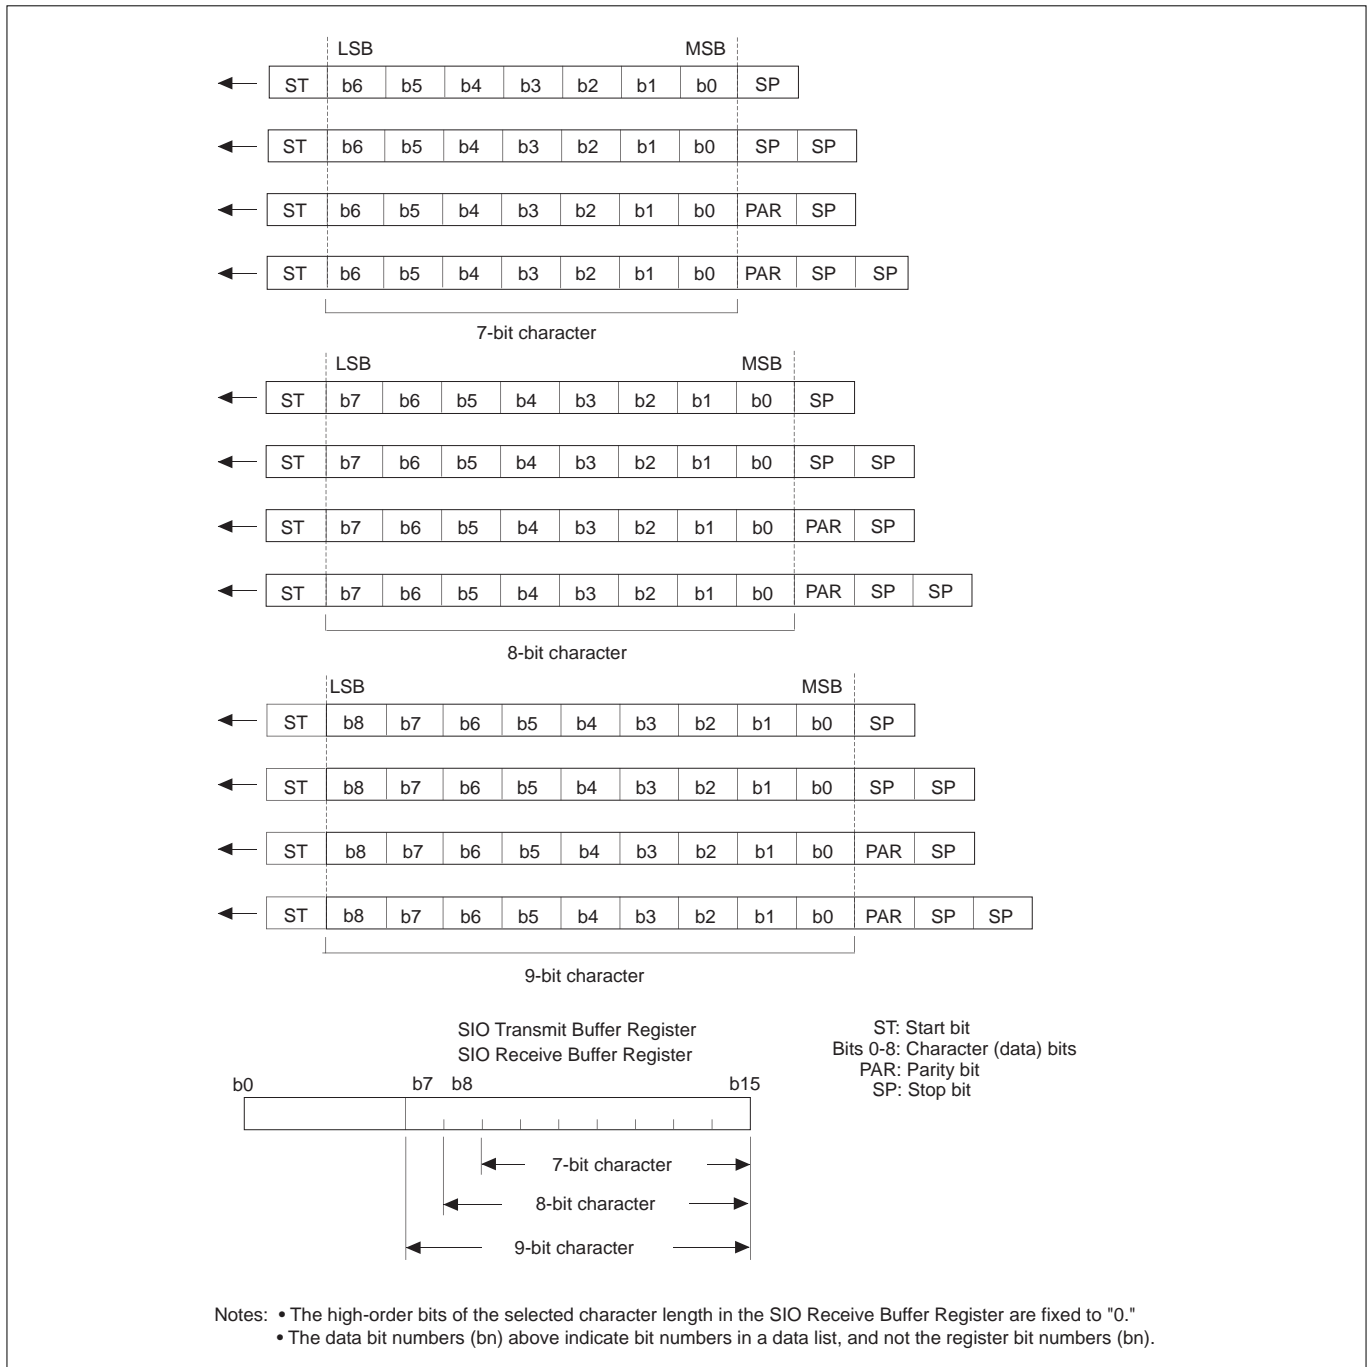 LSB MSB
ST b6 b5 b4 b3 b2 b1 b0 SP
ST b6 b5 b4 b3 b2 b1 b0 SP SP
ST b6 b5 b4 b3 b2 b1 b0 PAR SP
ST b6 b5 b4 b3 b2 b1 b0 PAR SP SP
7-bit character
LSB MSB
ST b7 b6 b5 b4 b3 b2 b1 b0 SP
ST b7 b6 b5 b4 b3 b2 b1 b0 SP SP
ST b7 b6 b5 b4 b3 b2 b1 b0 PAR SP
ST b7 b6 b5 b4 b3 b2 b1 b0 PAR SP SP
8-bit character
LSB MSB
ST b8 b7 b6 b5 b4 b3 b2 b1 b0 SP
ST b8 b7 b6 b5 b4 b3 b2 b1 b0 SP SP
ST b8 b7 b6 b5 b4 b3 b2 b1 b0 PAR SP
ST b8 b7 b6 b5 b4 b3 b2 b1 b0 PAR SP SP
9-bit character
SIO Transmit Buffer Register
SIO Receive Buffer Register
ST: Start bit
Bits 0-8: Character (data) bits
PAR: Parity bit
SP: Stop bit
b0 b7 b8 b15
7-bit character
8-bit character
9-bit character
Notes: • The high-order bits of the selected character length in the SIO Receive Buffer Register are fixed to "0."
• The data bit numbers (bn) above indicate bit numbers in a data list, and not the register bit numbers (bn).